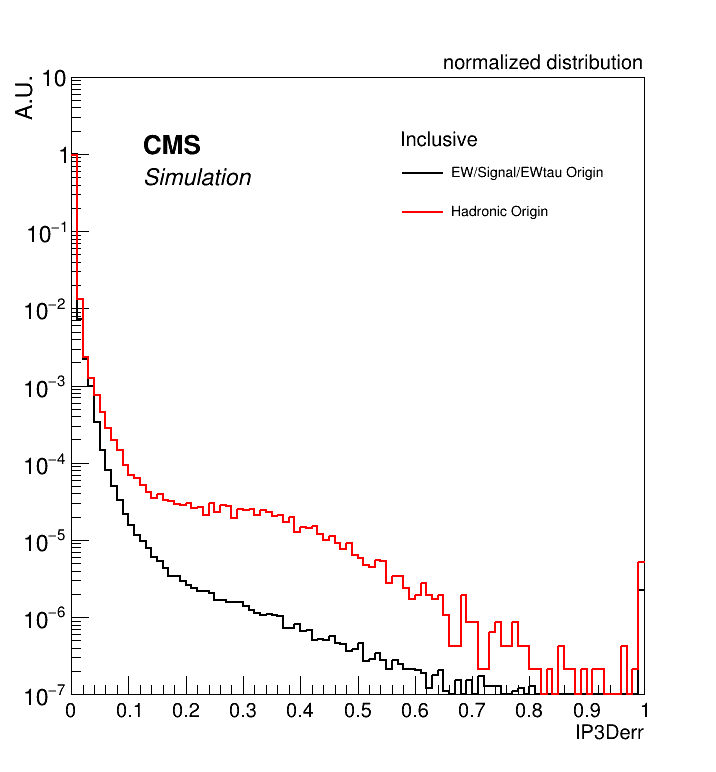 normalized distribution
A.U.
10
1
10⁻¹
10⁻²
10⁻³
10⁻⁴
10⁻⁵
10⁻⁶
10⁻⁷
CMS
Simulation
Inclusive
EW/Signal/EWtau Origin
Hadronic Origin
0 0.1 0.2 0.3 0.4 0.5 0.6 0.7 0.8 0.9 1
IP3Derr